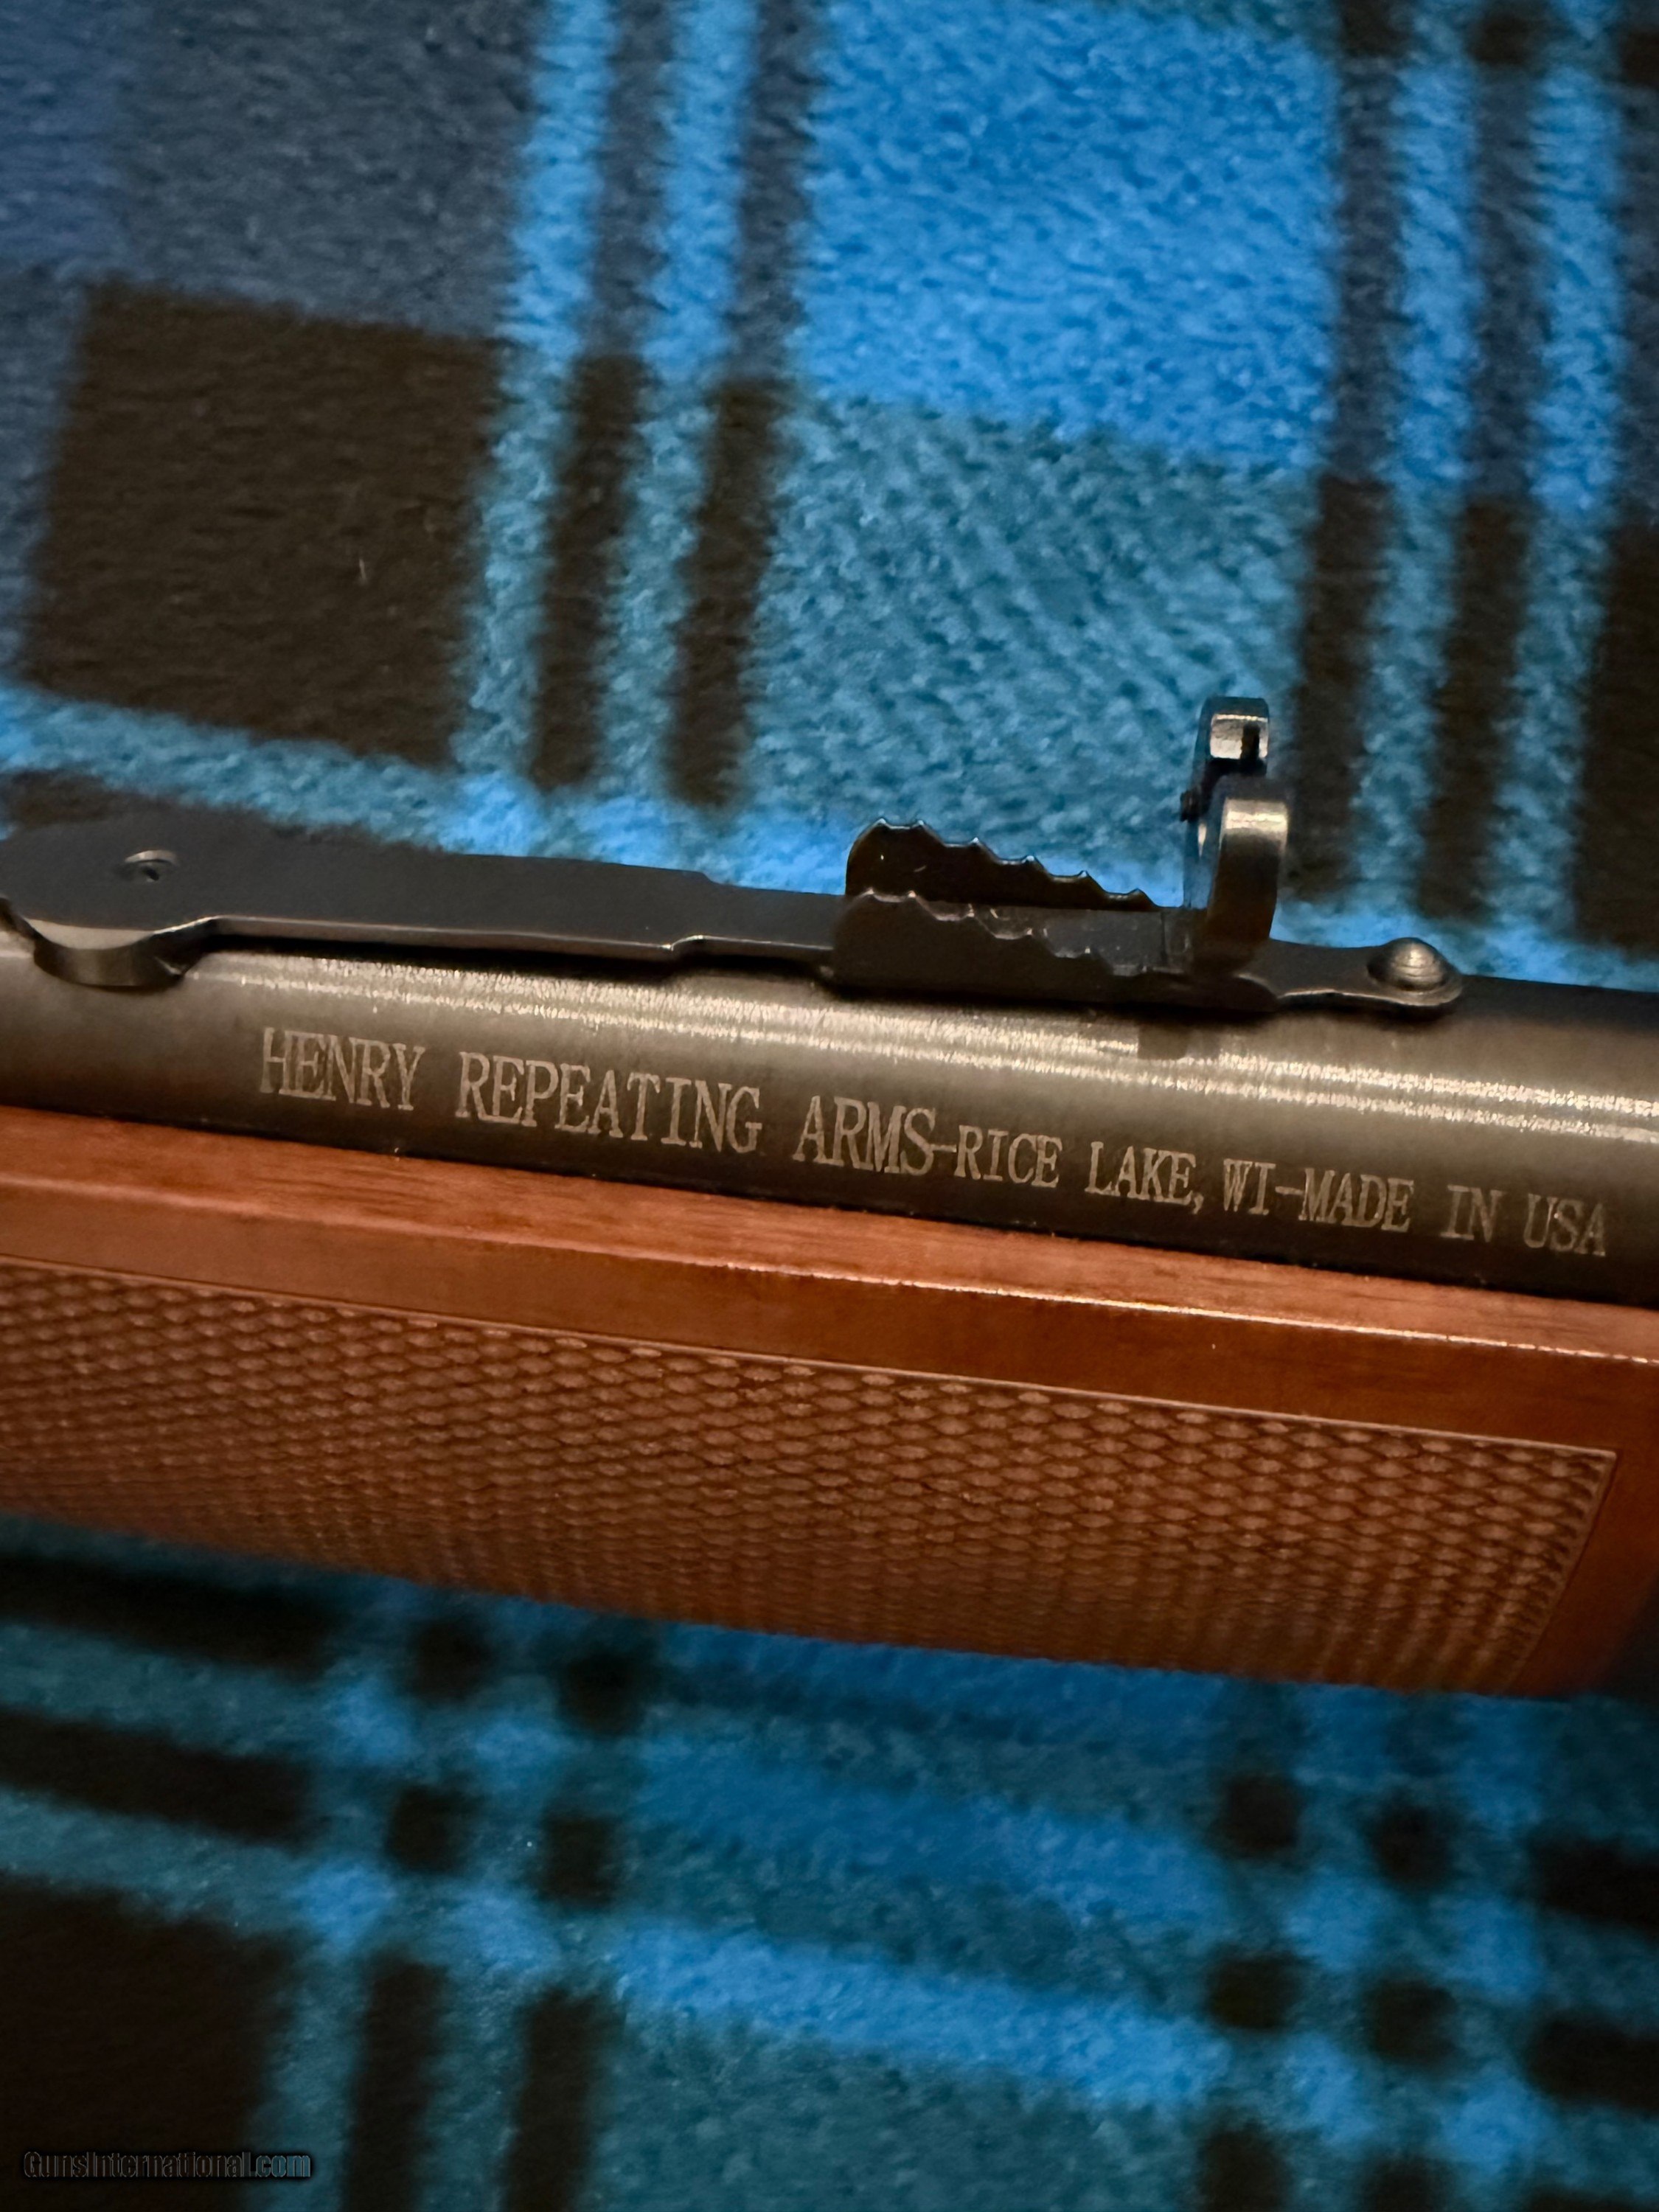 HENRY REPEATING ARMS-RICE LAKE, WI-MADE IN USA
GunsInternational.com